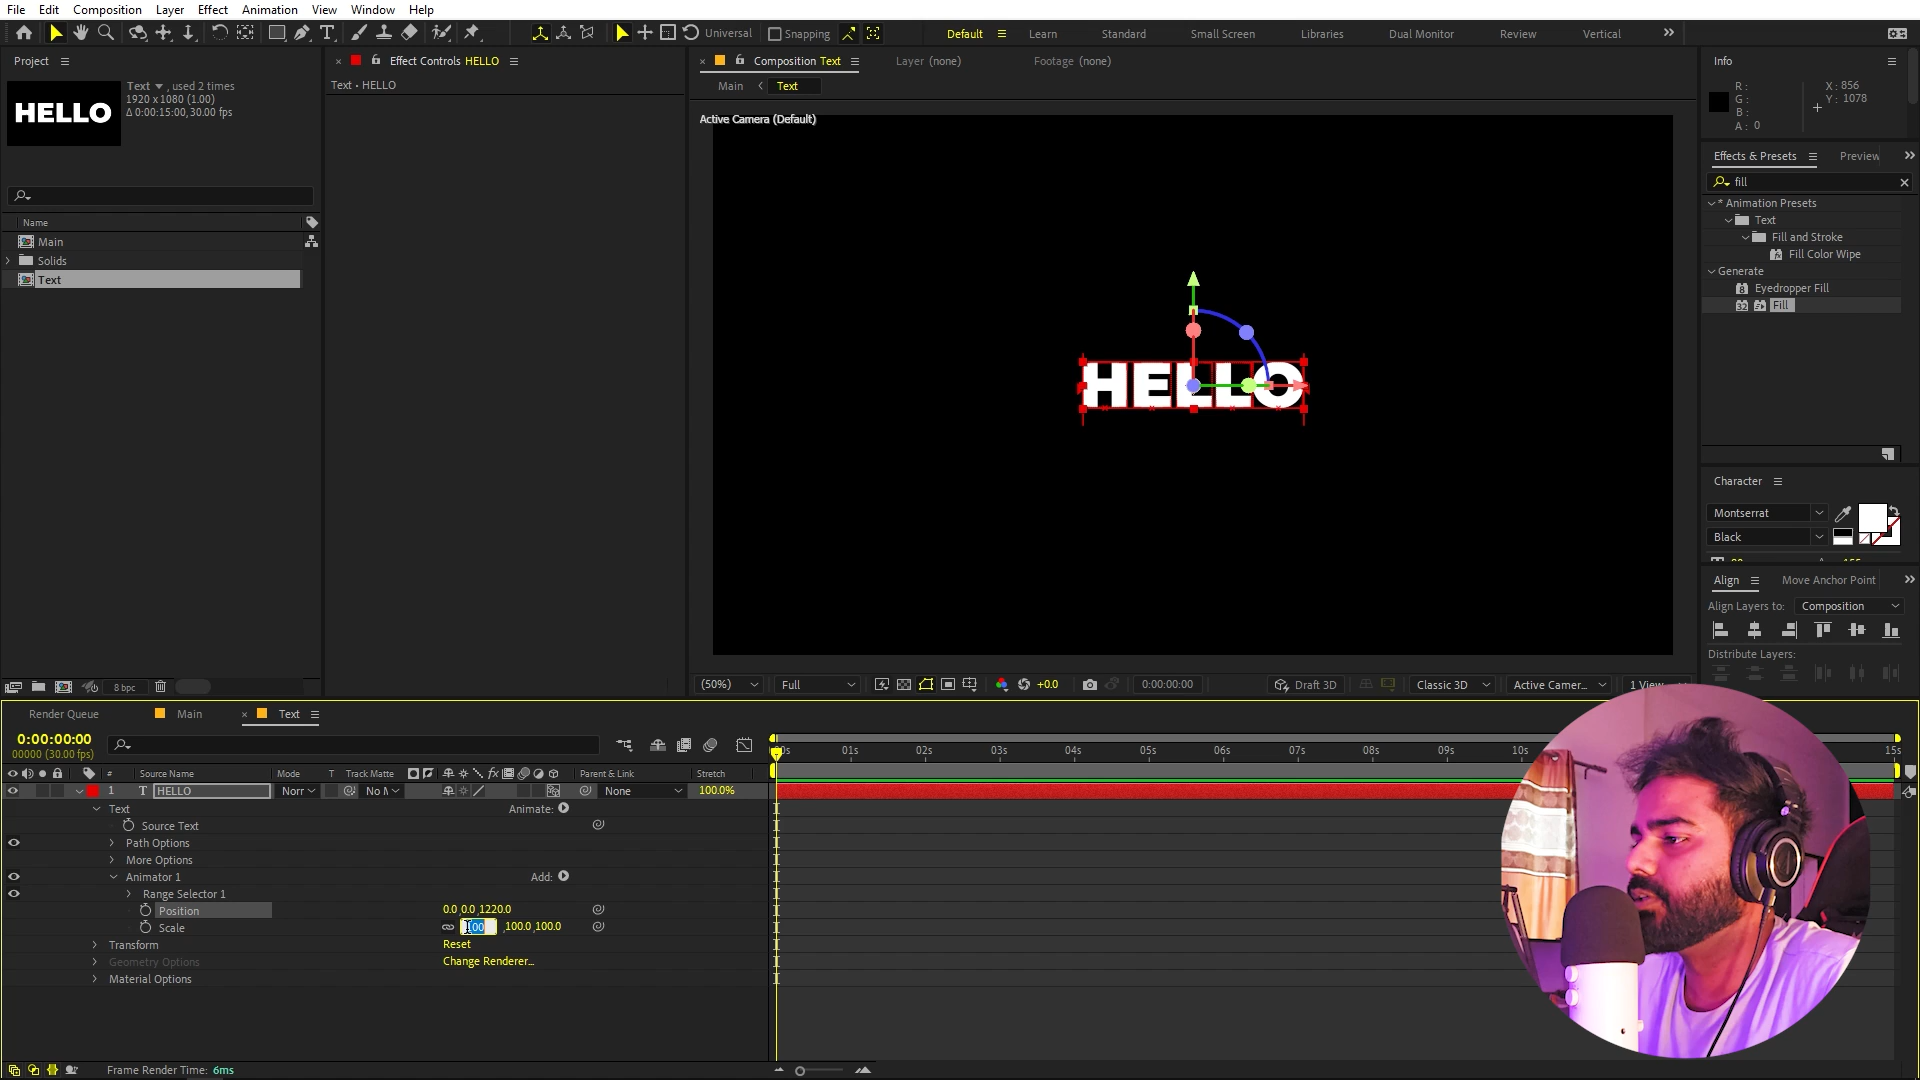 File Edit Composition Layer Effect Animation View Window Help
Universal Snapping Default Learn Standard Small Screen Libraries Dual Monitor Review Vertical
Project
Effect Controls HELLO
Composition Text Layer (none) Footage (none)
Info
HELLO
Text , used 2 times
1920 x 1080 (1.00)
Δ 0:00:15:00, 30.00 fps
Text • HELLO
Main Text
Active Camera (Default)
R :
G :
B :
A : 0
X : 856
Y : 1078
Effects & Presets Preview
fill
* Animation Presets
Text
Fill and Stroke
Fill Color Wipe
Generate
Eyedropper Fill
Fill
Name
Main
Solids
Text
HELLO
Character
Montserrat
Black
Align Move Anchor Point
Align Layers to: Composition
Distribute Layers:
8 bpc
(50%) Full +0.0 0:00:00:00 Draft 3D Classic 3D Active Camer... 1 View
Render Queue Main Text
0:00:00:00
00000 (30.00 fps)
00s 01s 02s 03s 04s 05s 06s 07s 08s 09s 10s 15s
# Source Name Mode T Track Matte fx Parent & Link Stretch
1 T HELLO Norr No M None 100.0%
Text Animate:
Source Text
Path Options
More Options
Animator 1 Add:
Range Selector 1
Position 0.0,0.0,1220.0
Scale 100 ,100.0,100.0%
Transform Reset
Geometry Options Change Renderer...
Material Options
Frame Render Time: 6ms